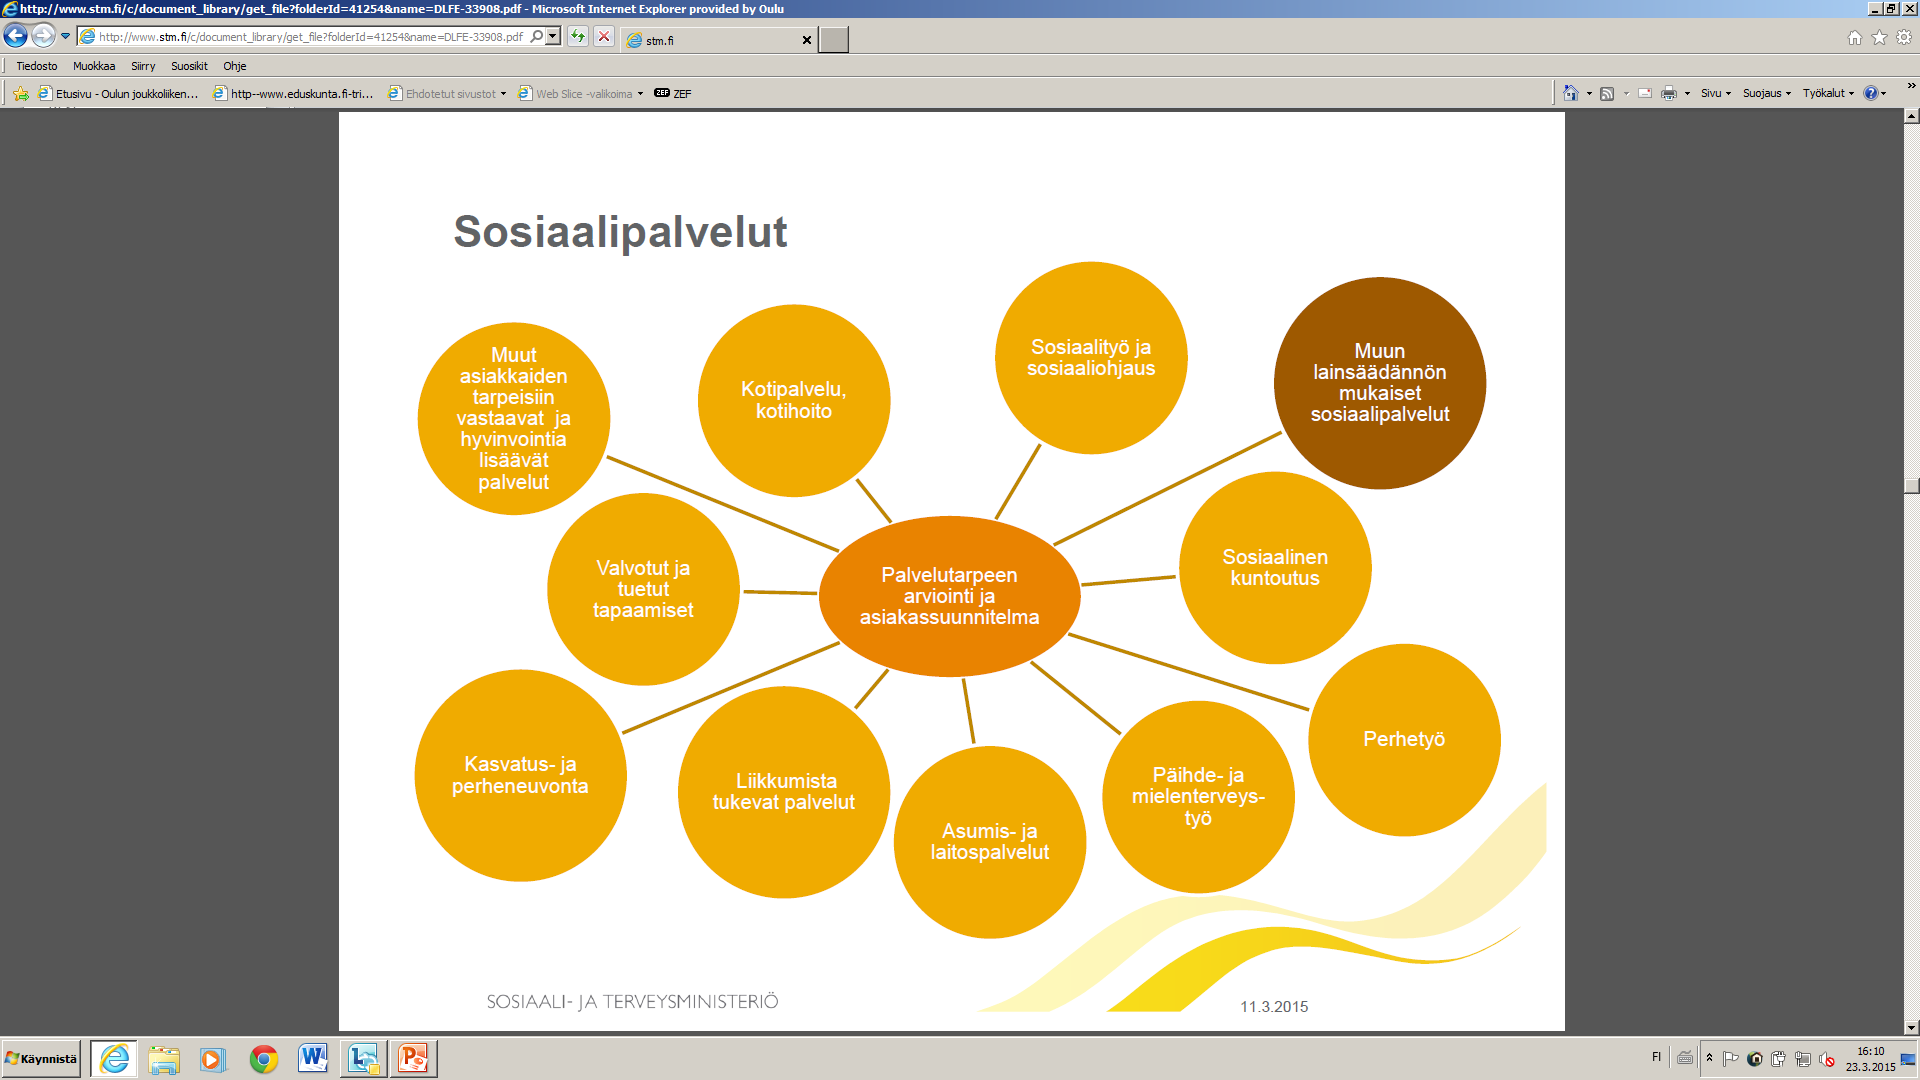 http://www.stm.fi/c/document_library/get_file?folderId=41254&name=DLFE-33908.pdf - Microsoft Internet Explorer provided by Oulu
http://www.stm.fi/c/document_library/get_file?folderId=41254&name=DLFE-33908.pdf
stm.fi
Tiedosto Muokkaa Siirry Suosikit Ohje
Etusivu - Oulun joukkoliiken... http--www.eduskunta.fi-tri... Ehdotetut sivustot Web Slice -valikoima ZEF ZEF
Sivu Suojaus Työkalut
Sosiaalipalvelut
Muut
asiakkaiden
tarpeisiin
vastaavat ja
hyvinvointia
lisäävät
palvelut
Kotipalvelu,
kotihoito
Sosiaalityö ja
sosiaaliohjaus
Muun
lainsäädännön
mukaiset
sosiaalipalvelut
Valvotut ja
tuetut
tapaamiset
Palvelutarpeen
arviointi ja
asiakassuunnitelma
Sosiaalinen
kuntoutus
Kasvatus- ja
perheneuvonta
Liikkumista
tukevat palvelut
Asumis- ja
laitospalvelut
Päihde- ja
mielenterveys-
työ
Perhetyö
SOSIAALI- JA TERVEYSMINISTERIÖ
11.3.2015
Käynnistä
FI
16:10
23.3.2015